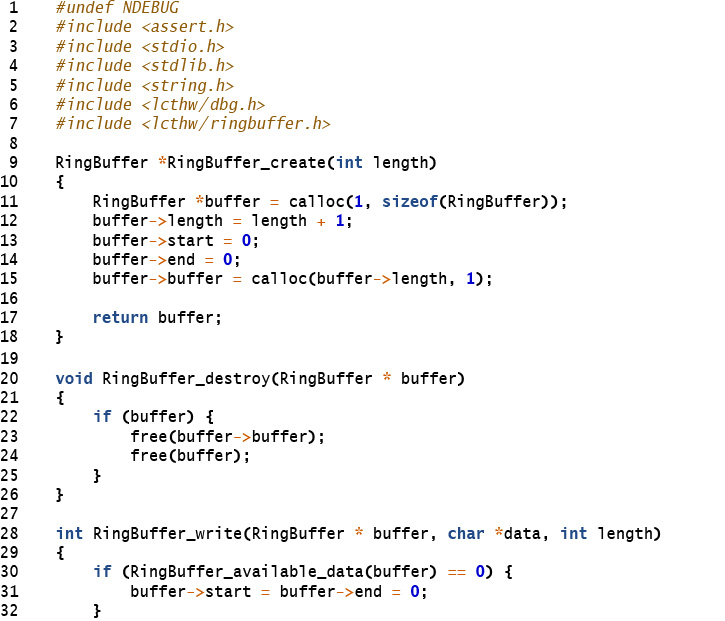 1 #undef NDEBUG
2 #include <assert.h>
3 #include <stdio.h>
4 #include <stdlib.h>
5 #include <string.h>
6 #include <lcthw/dbg.h>
7 #include <lcthw/ringbuffer.h>
8
9 RingBuffer *RingBuffer_create(int length)
10 {
11 RingBuffer *buffer = calloc(1, sizeof(RingBuffer));
12 buffer->length = length + 1;
13 buffer->start = 0;
14 buffer->end = 0;
15 buffer->buffer = calloc(buffer->length, 1);
16
17 return buffer;
18 }
19
20 void RingBuffer_destroy(RingBuffer * buffer)
21 {
22 if (buffer) {
23 free(buffer->buffer);
24 free(buffer);
25 }
26 }
27
28 int RingBuffer_write(RingBuffer * buffer, char *data, int length)
29 {
30 if (RingBuffer_available_data(buffer) == 0) {
31 buffer->start = buffer->end = 0;
32 }